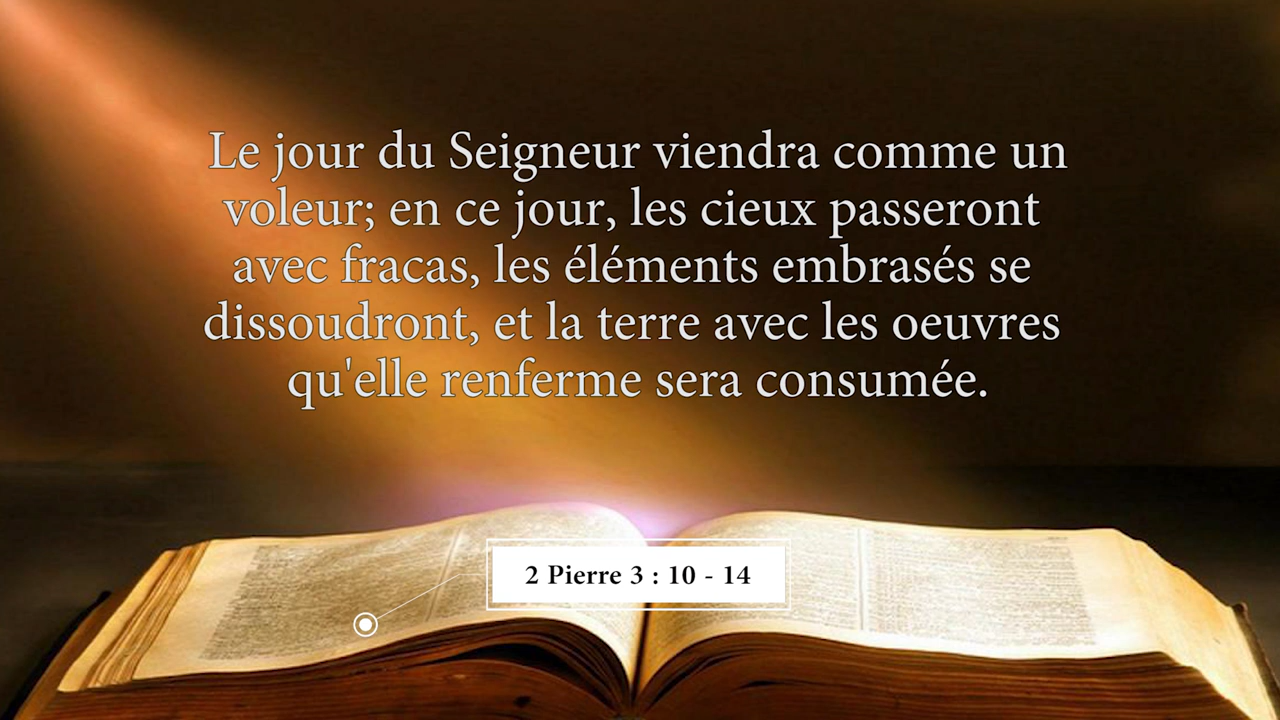 Le jour du Seigneur viendra comme un
voleur; en ce jour, les cieux passeront
avec fracas, les éléments embrasés se
dissoudront, et la terre avec les oeuvres
qu'elle renferme sera consumée.
2 Pierre 3 : 10 - 14